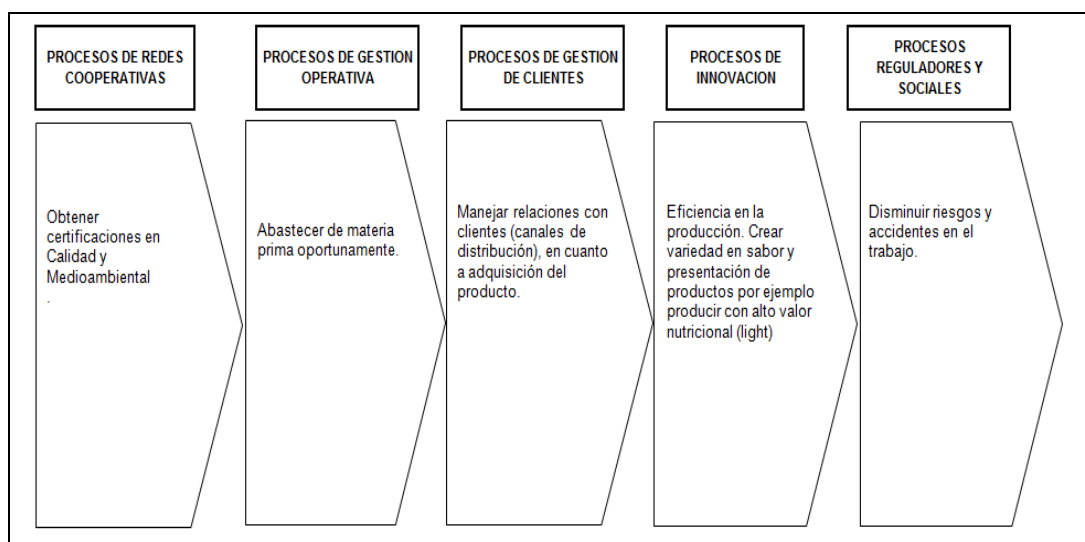 PROCESOS DE REDES
COOPERATIVAS
PROCESOS DE GESTION
OPERATIVA
PROCESOS DE GESTION
DE CLIENTES
PROCESOS DE
INNOVACION
PROCESOS
REGULADORES Y
SOCIALES
Obtener
certificaciones en
Calidad y
Medioambiental
.
Abastecer de materia
prima oportunamente.
Manejar relaciones con
clientes (canales de
distribución), en cuanto
a adquisición del
producto.
Eficiencia en la
producción. Crear
variedad en sabor y
presentación de
productos por ejemplo
producir con alto valor
nutricional (light)
Disminuir riesgos y
accidentes en el
trabajo.